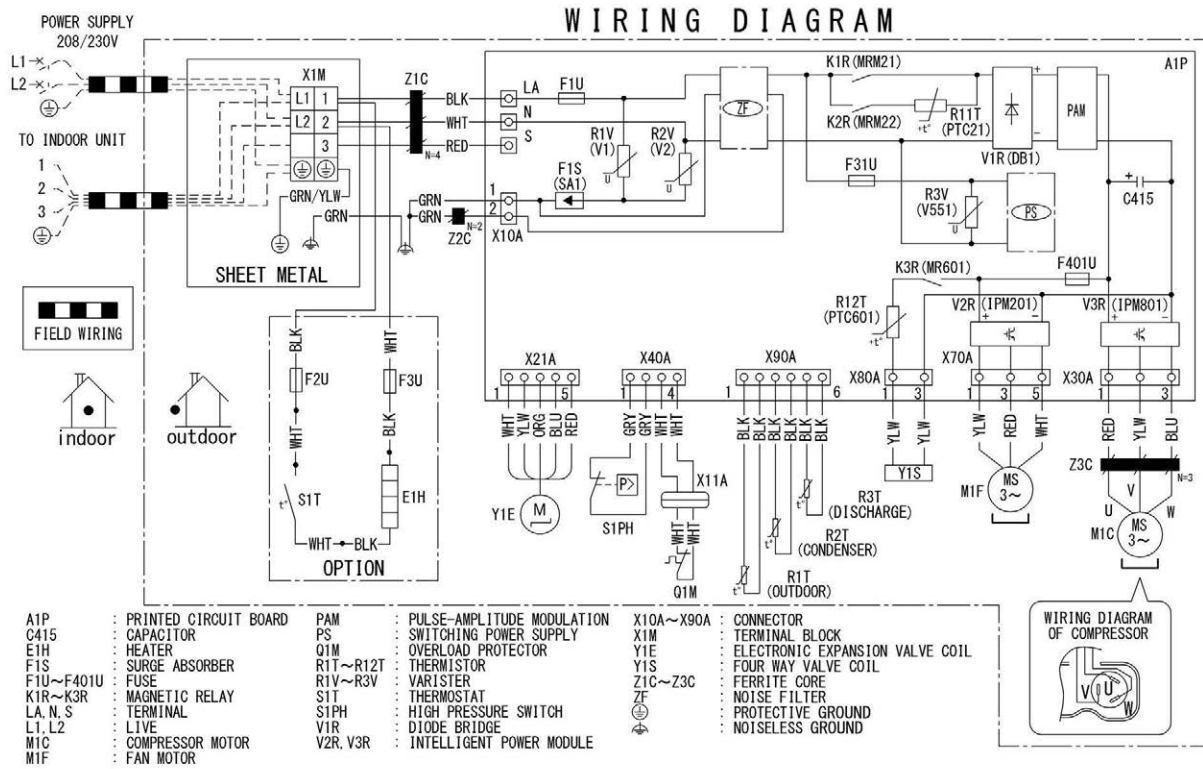 WIRING DIAGRAM
POWER SUPPLY
208/230V
L1
L2
TO INDOOR UNIT
1
2
3
X1M
L1 1
L2 2
3
GRN/YLW
GRN
SHEET METAL
Z1C
N=4
BLK
WHT
RED
GRN
GRN
Z2C
N=2
LA
N
S
1
2
X10A
F1U
F1S
(SA1)
R1V
(V1)
U
R2V
(V2)
U
ZF
K1R(MRM21)
K2R(MRM22)
+t°
R11T
(PTC21)
V1R(DB1)
+
-
PAM
A1P
F31U
R3V
(V551)
U
PS
+
C415
K3R(MR601)
F401U
R12T
(PTC601)
+t°
V2R(IPM201)
+ -
V3R(IPM801)
+ -
FIELD WIRING
indoor
outdoor
BLK
WHT
F2U
F3U
WHT
BLK
S1T
t°
E1H
WHT BLK
OPTION
X21A
1 5
WHT
YLW
ORG
BLU
RED
Y1E
M
X40A
1 4
GRY
GRY
WHT
WHT
P>
S1PH
X11A
WHT
WHT
Q1M
X90A
1 6
BLK
BLK
BLK
BLK
BLK
BLK
t°
R3T
(DISCHARGE)
t°
R2T
(CONDENSER)
t°
R1T
(OUTDOOR)
X80A
1 3
YLW
YLW
Y1S
X70A
1 3 5
YLW
RED
WHT
M1F
MS
3~
X30A
1 3
RED
YLW
BLU
Z3C
N=3
U
V
W
M1C
MS
3~
WIRING DIAGRAM
OF COMPRESSOR
V
U
W
A1P : PRINTED CIRCUIT BOARD
C415 : CAPACITOR
E1H : HEATER
F1S : SURGE ABSORBER
F1U~F401U : FUSE
K1R~K3R : MAGNETIC RELAY
LA, N, S : TERMINAL
L1, L2 : LIVE
M1C : COMPRESSOR MOTOR
M1F : FAN MOTOR
PAM : PULSE-AMPLITUDE MODULATION
PS : SWITCHING POWER SUPPLY
Q1M : OVERLOAD PROTECTOR
R1T~R12T : THERMISTOR
R1V~R3V : VARISTER
S1T : THERMOSTAT
S1PH : HIGH PRESSURE SWITCH
V1R : DIODE BRIDGE
V2R, V3R : INTELLIGENT POWER MODULE
X10A~X90A : CONNECTOR
X1M : TERMINAL BLOCK
Y1E : ELECTRONIC EXPANSION VALVE COIL
Y1S : FOUR WAY VALVE COIL
Z1C~Z3C : FERRITE CORE
ZF : NOISE FILTER
: PROTECTIVE GROUND
: NOISELESS GROUND